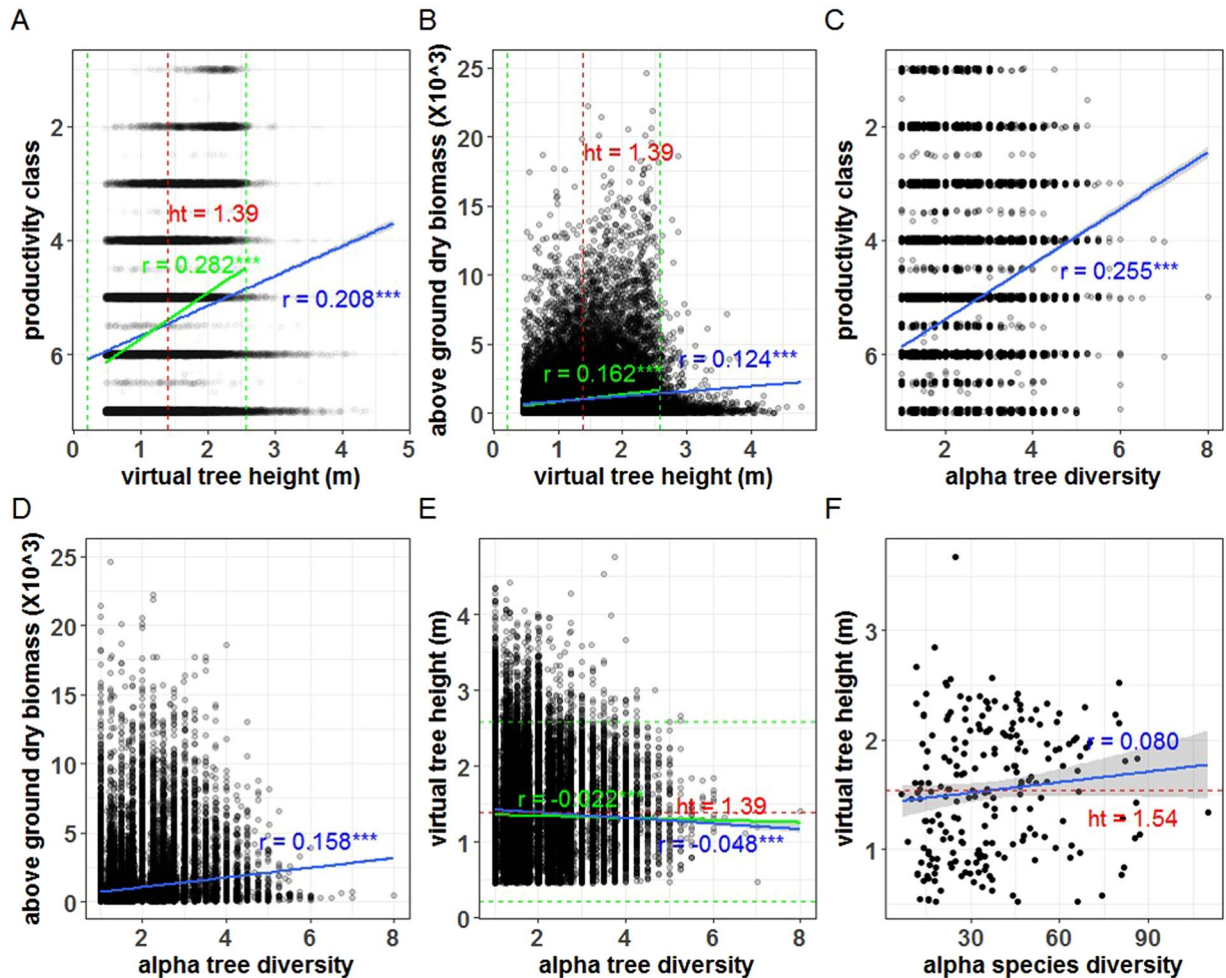 A
productivity class
2
4
6
ht = 1.39
r = 0.282***
r = 0.208***
0
1
2
3
4
5
virtual tree height (m)
B
above ground dry biomass (X10^3)
25
20
15
10
5
0
ht = 1.39
r = 0.162***
r = 0.124***
0
1
2
3
4
5
virtual tree height (m)
C
productivity class
2
4
6
r = 0.255***
2
4
6
8
alpha tree diversity
D
above ground dry biomass (X10^3)
25
20
15
10
5
0
r = 0.158***
2
4
6
8
alpha tree diversity
E
virtual tree height (m)
5
4
3
2
1
0
r = -0.022***
ht = 1.39
r = -0.048***
2
4
6
8
alpha tree diversity
F
virtual tree height (m)
3
2
1
r = 0.080
ht = 1.54
30
60
90
alpha species diversity